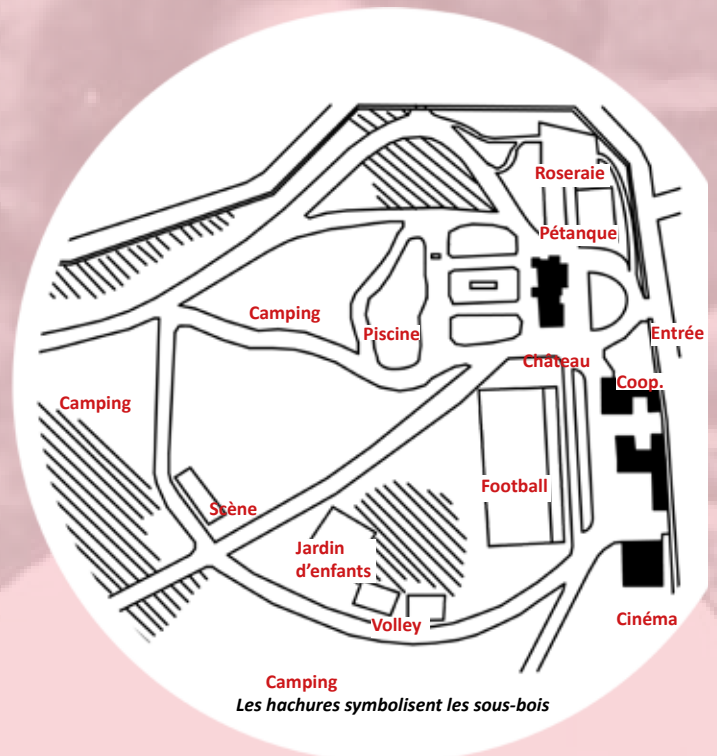 Roseraie
Pétanque
Camping
Piscine
Entrée
Château
Coop.
Camping
Football
Scène
Jardin
d'enfants
Cinéma
Volley
Camping
Les hachures symbolisent les sous-bois